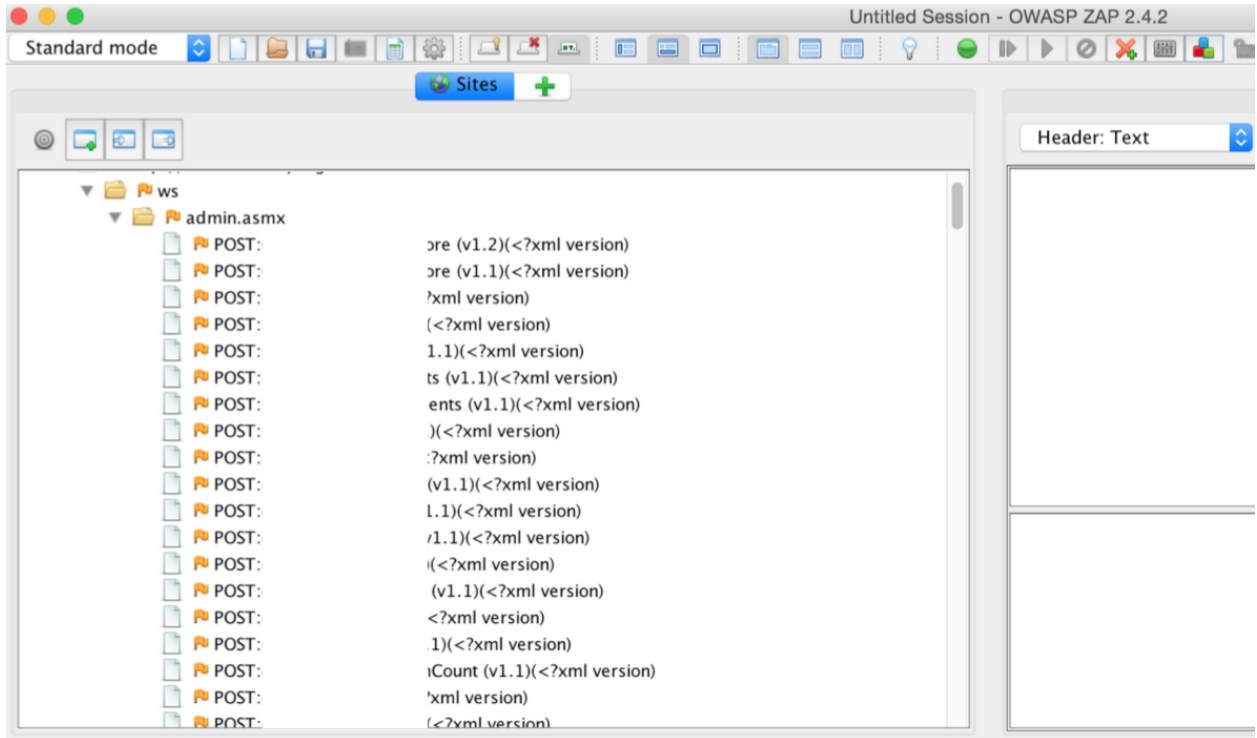 Untitled Session - OWASP ZAP 2.4.2
Standard mode
Sites
Header: Text
ws
admin.asmx
POST: ore (v1.2)(<?xml version)
POST: ore (v1.1)(<?xml version)
POST: ?xml version)
POST: (<?xml version)
POST: 1.1)(<?xml version)
POST: ts (v1.1)(<?xml version)
POST: ents (v1.1)(<?xml version)
POST: )(<?xml version)
POST: ?xml version)
POST: (v1.1)(<?xml version)
POST: 1.1)(<?xml version)
POST: v1.1)(<?xml version)
POST: (<?xml version)
POST: (v1.1)(<?xml version)
POST: <?xml version)
POST: .1)(<?xml version)
POST: nCount (v1.1)(<?xml version)
POST: ?xml version)
POST: (<?xml version)